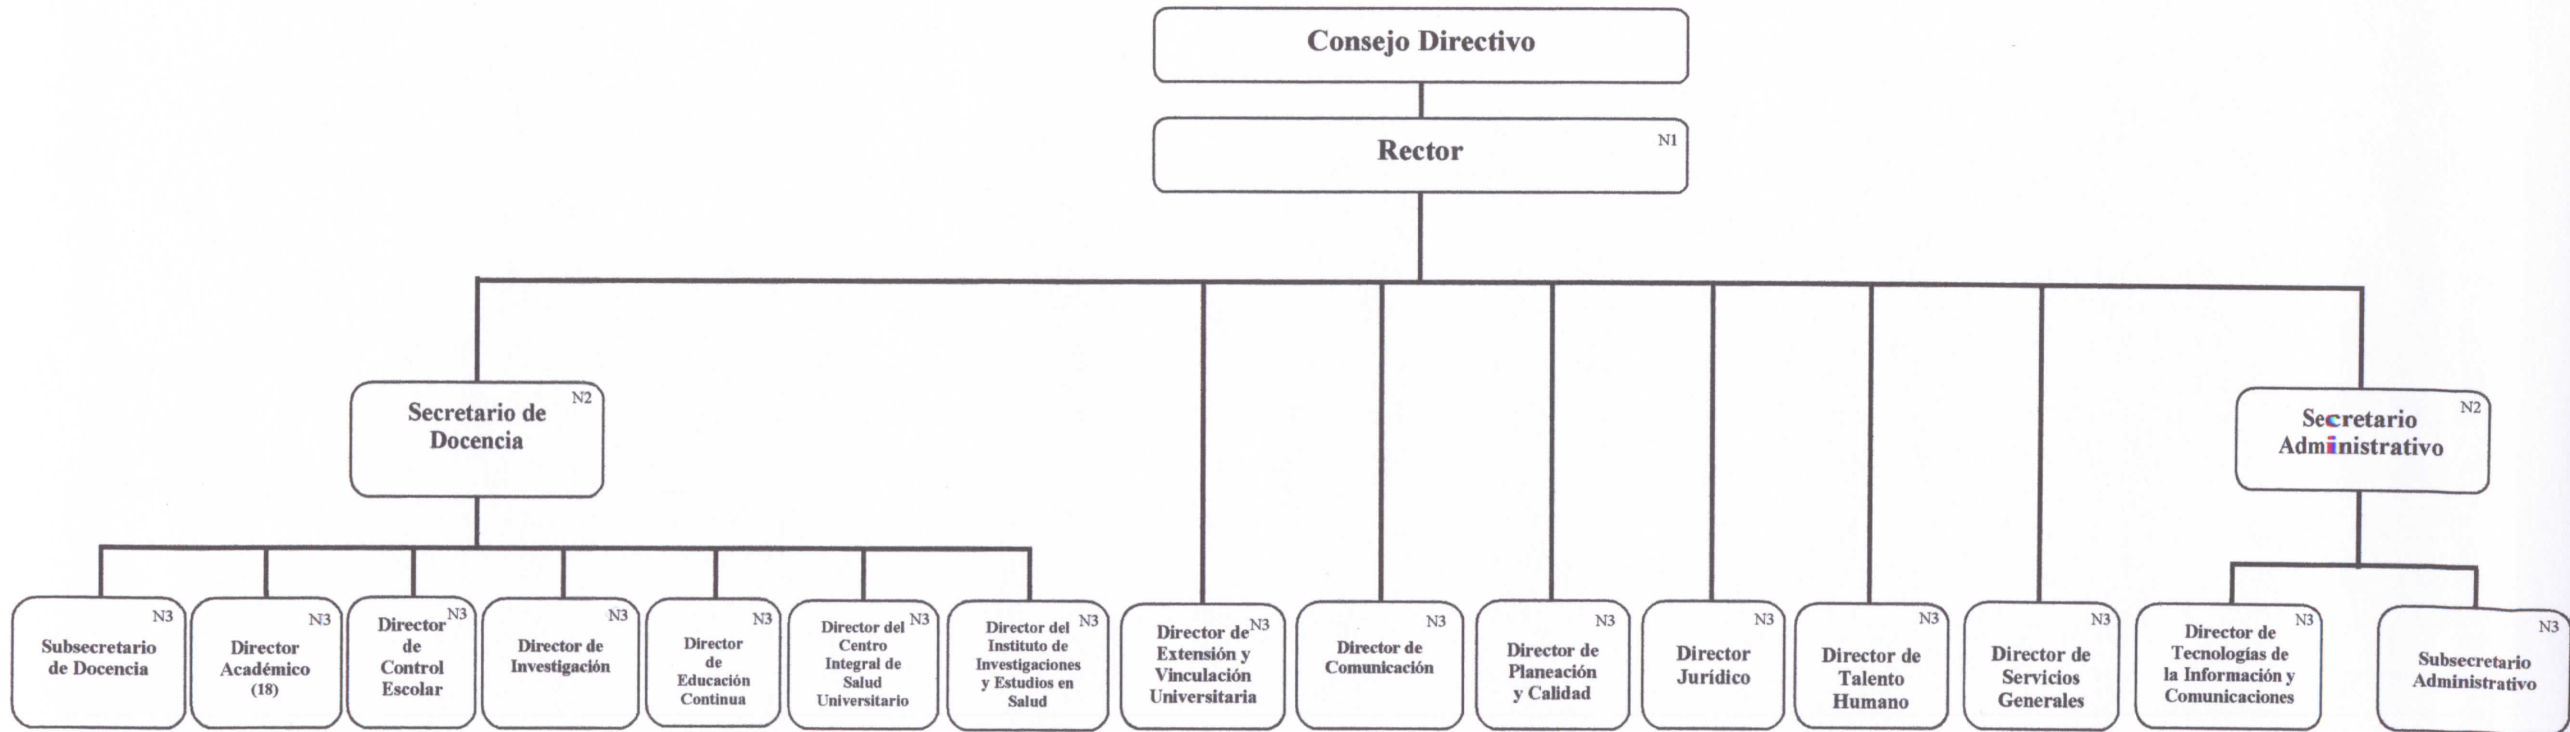 Consejo Directivo
Rector
N1
Secretario de
Docencia
N2
Secretario
Administrativo
N2
Subsecretario
de Docencia
N3
Director
Académico
(18)
N3
Director
de
Control
Escolar
N3
Director de
Investigación
N3
Director
de
Educación
Continua
N3
Director del
Centro
Integral de
Salud
Universitario
N3
Director del
Instituto de
Investigaciones
y Estudios en
Salud
N3
Director de
Extensión y
Vinculación
Universitaria
N3
Director de
Comunicación
N3
Director de
Planeación
y Calidad
N3
Director
Jurídico
N3
Director de
Talento
Humano
N3
Director de
Servicios
Generales
N3
Director de
Tecnologías de
la Información y
Comunicaciones
N3
Subsecretario
Administrativo
N3